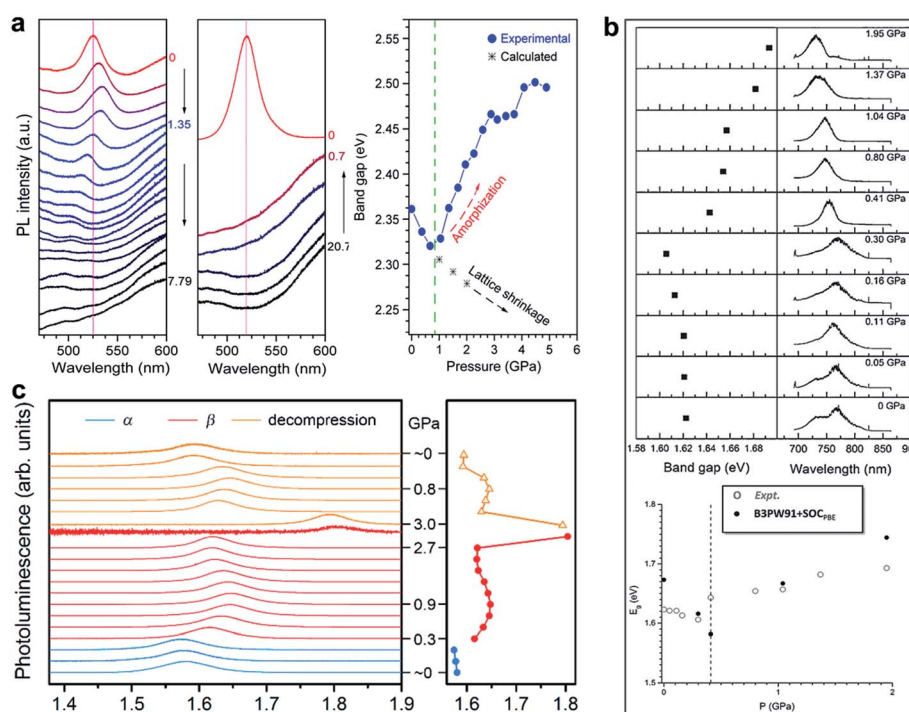 a
PL intensity (a.u.)
0
1.35
7.79
500 550 600
Wavelength (nm)
0
0.7
20.7
500 550 600
Wavelength (nm)
Band gap (eV)
2.55
2.50
2.45
2.40
2.35
2.30
2.25
Experimental
Calculated
Amorphization
Lattice shrinkage
0 1 2 3 4 5 6
Pressure (GPa)
b
1.95 GPa
1.37 GPa
1.04 GPa
0.80 GPa
0.41 GPa
0.30 GPa
0.16 GPa
0.11 GPa
0.05 GPa
0 GPa
1.58 1.60 1.62 1.64 1.66 1.68
700 750 800 850
Band gap (eV)
Wavelength (nm)
Expt.
B3PW91+SOCPBE
Eg (eV)
1.8
1.7
1.6
1.5
0 1 2
P (GPa)
c
Photoluminescence (arb. units)
α β decompression
GPa
~0
0.8
3.0
2.7
0.9
0.3
~0
1.4 1.5 1.6 1.7 1.8 1.9
1.6 1.7 1.8